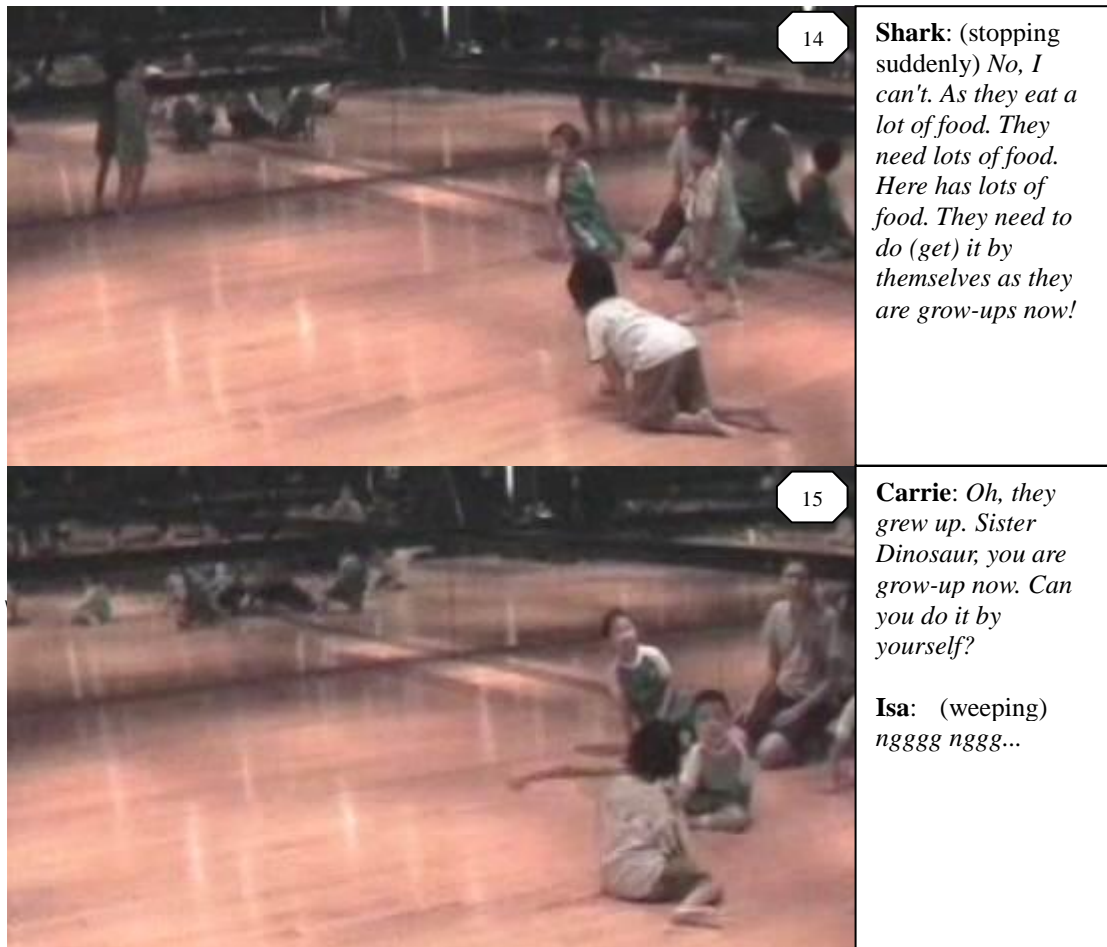 14
Shark: (stopping
suddenly) No, I
can't. As they eat a
lot of food. They
need lots of food.
Here has lots of
food. They need to
do (get) it by
themselves as they
are grow-ups now!
15
Carrie: Oh, they
grew up. Sister
Dinosaur, you are
grow-up now. Can
you do it by
yourself?
Isa: (weeping)
ngggg nggg...